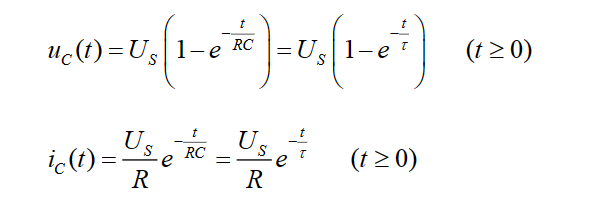 u_C(t) = U_S(1 − e^{−t/RC}) = U_S(1 − e^{−t/τ}) (t ≥ 0)
i_C(t) = U_S/R e^{−t/RC} = U_S/R e^{−t/τ} (t ≥ 0)